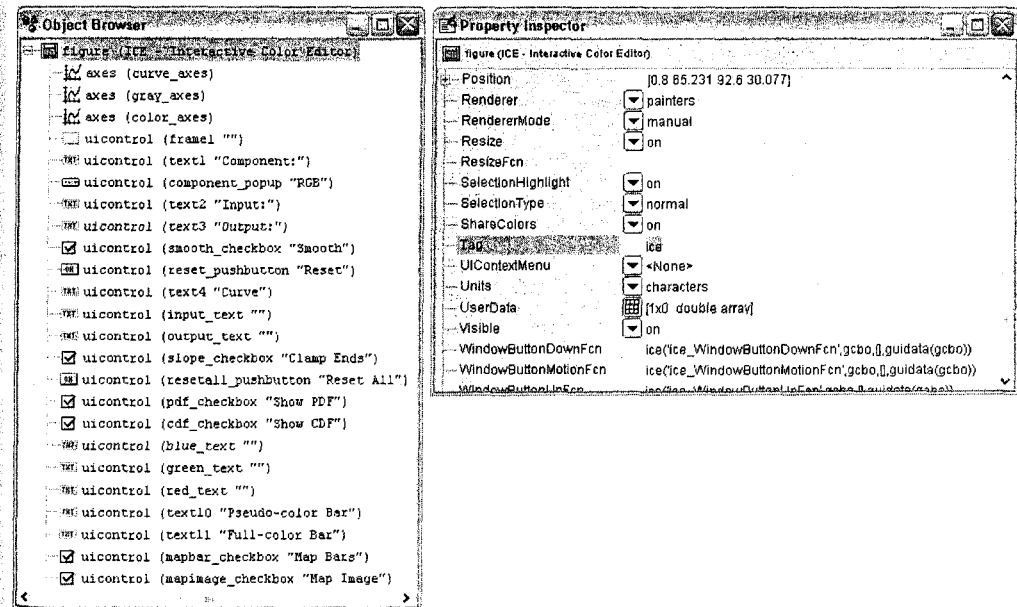 Object Browser
figure (ICE - Interactive Color Editor)
axes (curve_axes)
axes (gray_axes)
axes (color_axes)
uicontrol (frame1 "")
uicontrol (text1 "Component:")
uicontrol (component_popup "RGB")
uicontrol (text2 "Input:")
uicontrol (text3 "Output:")
uicontrol (smooth_checkbox "Smooth")
uicontrol (reset_pushbutton "Reset")
uicontrol (text4 "Curve")
uicontrol (input_text "")
uicontrol (output_text "")
uicontrol (slope_checkbox "Clamp Ends")
uicontrol (resetall_pushbutton "Reset All")
uicontrol (pdf_checkbox "Show PDF")
uicontrol (cdf_checkbox "Show CDF")
uicontrol (blue_text "")
uicontrol (green_text "")
uicontrol (red_text "")
uicontrol (text10 "Pseudo-color Bar")
uicontrol (text11 "Full-color Bar")
uicontrol (mapbar_checkbox "Map Bars")
uicontrol (mapimage_checkbox "Map Image")
Property Inspector
figure (ICE - Interactive Color Editor)
Position [0.8 65.231 92.6 30.077]
Renderer painters
RendererMode manual
Resize on
ResizeFcn
SelectionHighlight on
SelectionType normal
ShareColors on
Tag ice
UIContextMenu <None>
Units characters
UserData [1x0 double array]
Visible on
WindowButtonDownFcn ice('ice_WindowButtonDownFcn',gcbo,[],guidata(gcbo))
WindowButtonMotionFcn ice('ice_WindowButtonMotionFcn',gcbo,[],guidata(gcbo))
WindowButtonUpFcn ice('ice_WindowButtonUpFcn',gcbo,[],guidata(gcbo))